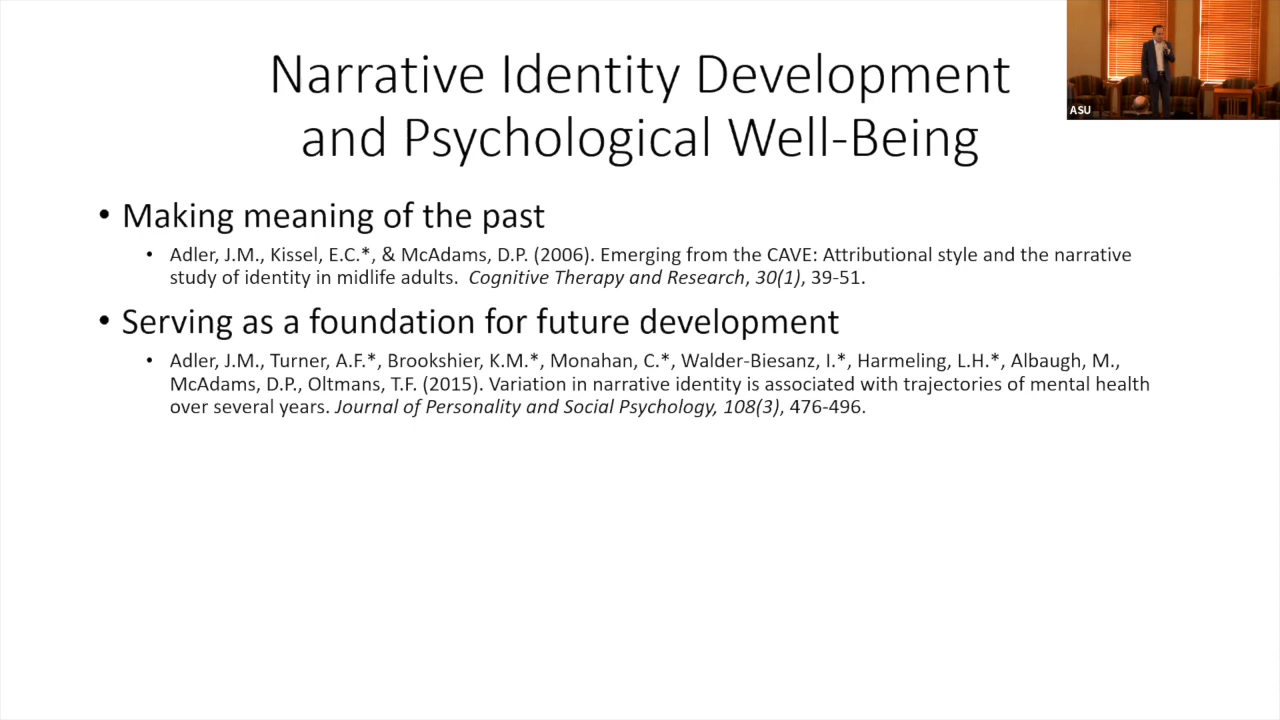 Narrative Identity Development
and Psychological Well-Being
ASU
• Making meaning of the past
• Adler, J.M., Kissel, E.C.*, & McAdams, D.P. (2006). Emerging from the CAVE: Attributional style and the narrative
study of identity in midlife adults. Cognitive Therapy and Research, 30(1), 39-51.
• Serving as a foundation for future development
• Adler, J.M., Turner, A.F.*, Brookshier, K.M.*, Monahan, C.*, Walder-Biesanz, I.*, Harmeling, L.H.*, Albaugh, M.,
McAdams, D.P., Oltmans, T.F. (2015). Variation in narrative identity is associated with trajectories of mental health
over several years. Journal of Personality and Social Psychology, 108(3), 476-496.